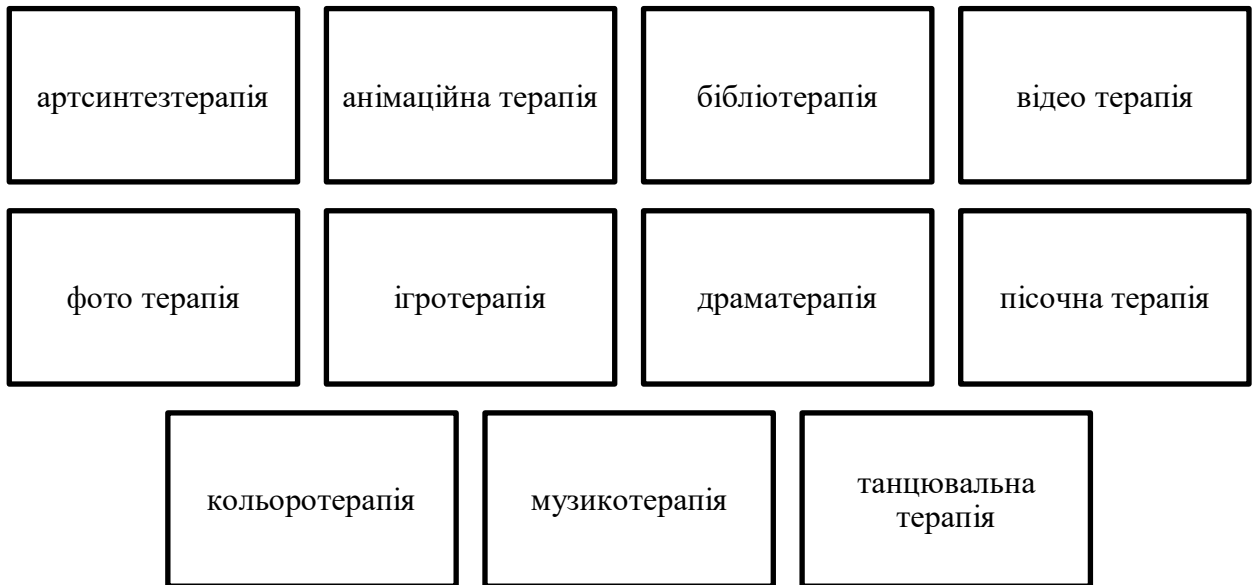 артсинтезтерапія
анімаційна терапія
бібліотерапія
відео терапія
фото терапія
ігротерапія
драматерапія
пісочна терапія
кольоротерапія
музикотерапія
танцювальна
терапія